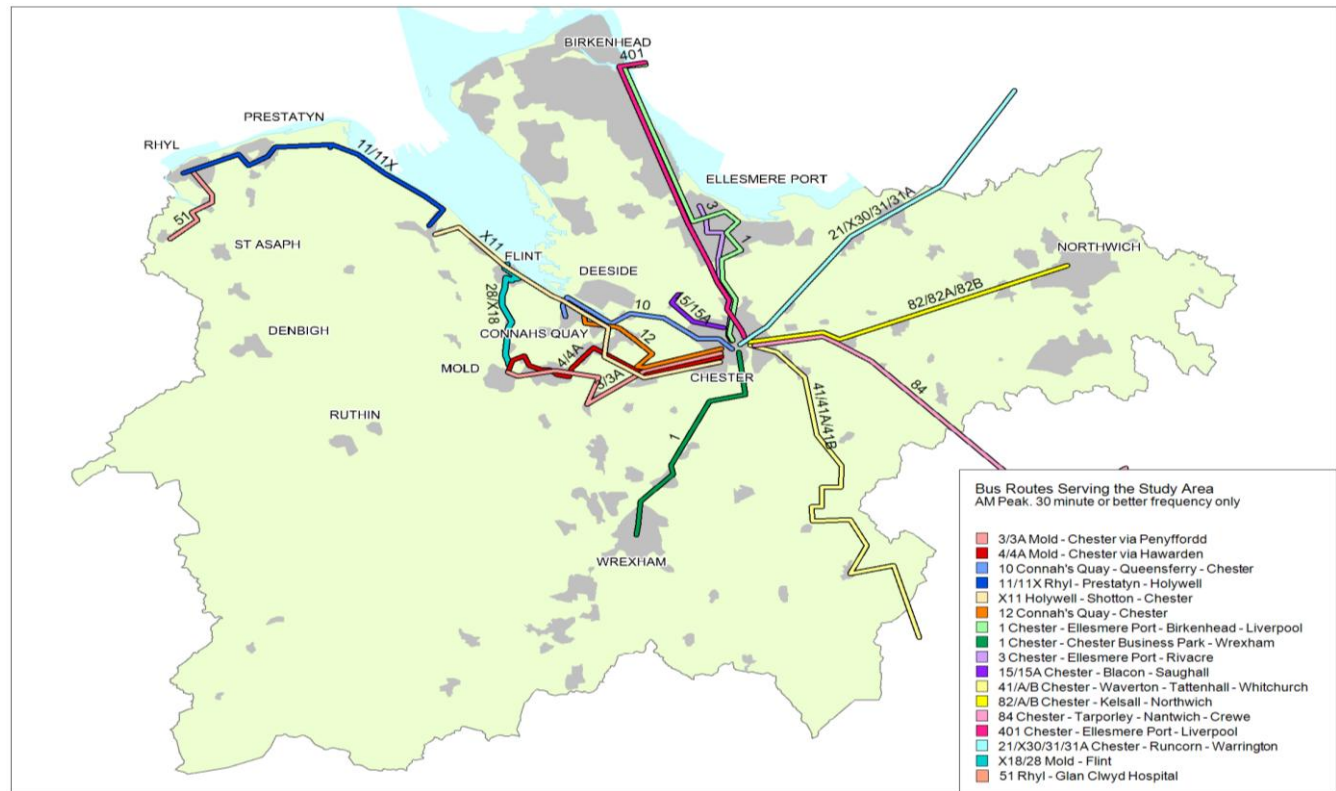 BIRKENHEAD
401
PRESTATYN
RHYL
11/11X
ELLESMERE PORT
3
1
21/X30/31/31A
51
ST ASAPH
X11
FLINT
DEESIDE
NORTHWICH
28/X18
10
5/15A
82/82A/82B
DENBIGH
CONNAHS QUAY
12
4/4A
MOLD
3/3A
CHESTER
84
41/41A/41B
RUTHIN
1
WREXHAM
Bus Routes Serving the Study Area
AM Peak. 30 minute or better frequency only
3/3A Mold - Chester via Penyffordd
4/4A Mold - Chester via Hawarden
10 Connah's Quay - Queensferry - Chester
11/11X Rhyl - Prestatyn - Holywell
X11 Holywell - Shotton - Chester
12 Connah's Quay - Chester
1 Chester - Ellesmere Port - Birkenhead - Liverpool
1 Chester - Chester Business Park - Wrexham
3 Chester - Ellesmere Port - Rivacre
15/15A Chester - Blacon - Saughall
41/A/B Chester - Waverton - Tattenhall - Whitchurch
82/A/B Chester - Kelsall - Northwich
84 Chester - Tarporley - Nantwich - Crewe
401 Chester - Ellesmere Port - Liverpool
21/X30/31/31A Chester - Runcorn - Warrington
X18/28 Mold - Flint
51 Rhyl - Glan Clwyd Hospital